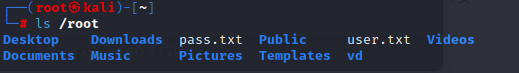 ┌──(root㉿kali)-[~]
└─# ls /root
Desktop Downloads pass.txt Public user.txt Videos
Documents Music Pictures Templates vd